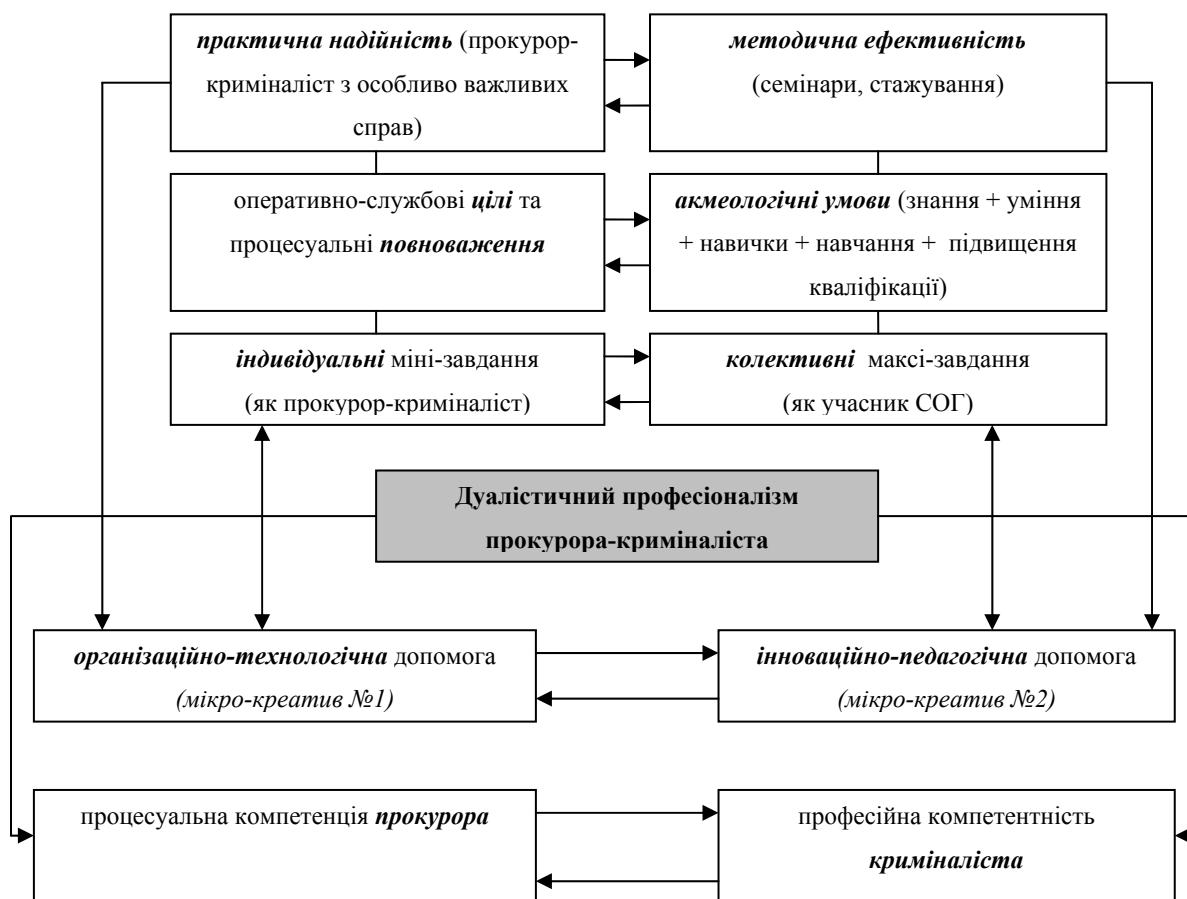 практична надійність (прокурор-
криміналіст з особливо важливих
справ)
методична ефективність
(семінари, стажування)
оперативно-службові цілі та
процесуальні повноваження
акмеологічні умови (знання + уміння
+ навички + навчання + підвищення
кваліфікації)
індивідуальні міні-завдання
(як прокурор-криміналіст)
колективні максі-завдання
(як учасник СОГ)
Дуалістичний професіоналізм
прокурора-криміналіста
організаційно-технологічна допомога
(мікро-креатив №1)
інноваційно-педагогічна допомога
(мікро-креатив №2)
процесуальна компетенція прокурора
професійна компетентність
криміналіста